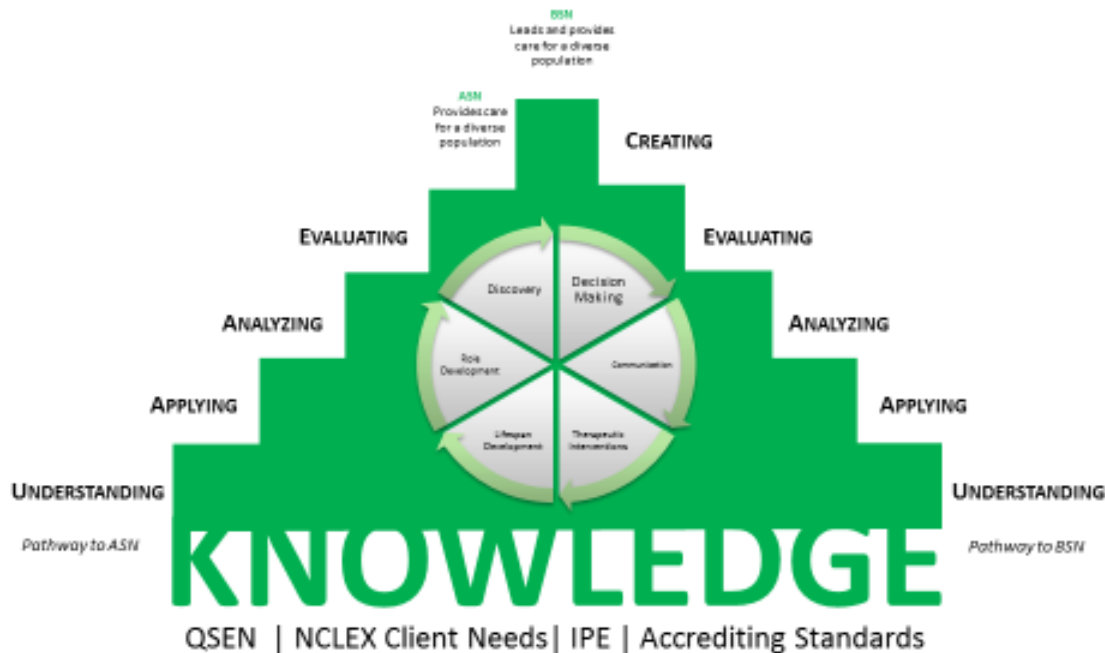 BSN
Leads and provides
care for a diverse
population
ASN
Provides care
for a diverse
population
CREATING
EVALUATING
EVALUATING
Discovery
Decision
Making
ANALYZING
ANALYZING
Role
Development
Communication
APPLYING
APPLYING
Lifespan
Development
Therapeutic
Interventions
UNDERSTANDING
UNDERSTANDING
Pathway to ASN
Pathway to BSN
KNOWLEDGE
QSEN | NCLEX Client Needs| IPE | Accrediting Standards